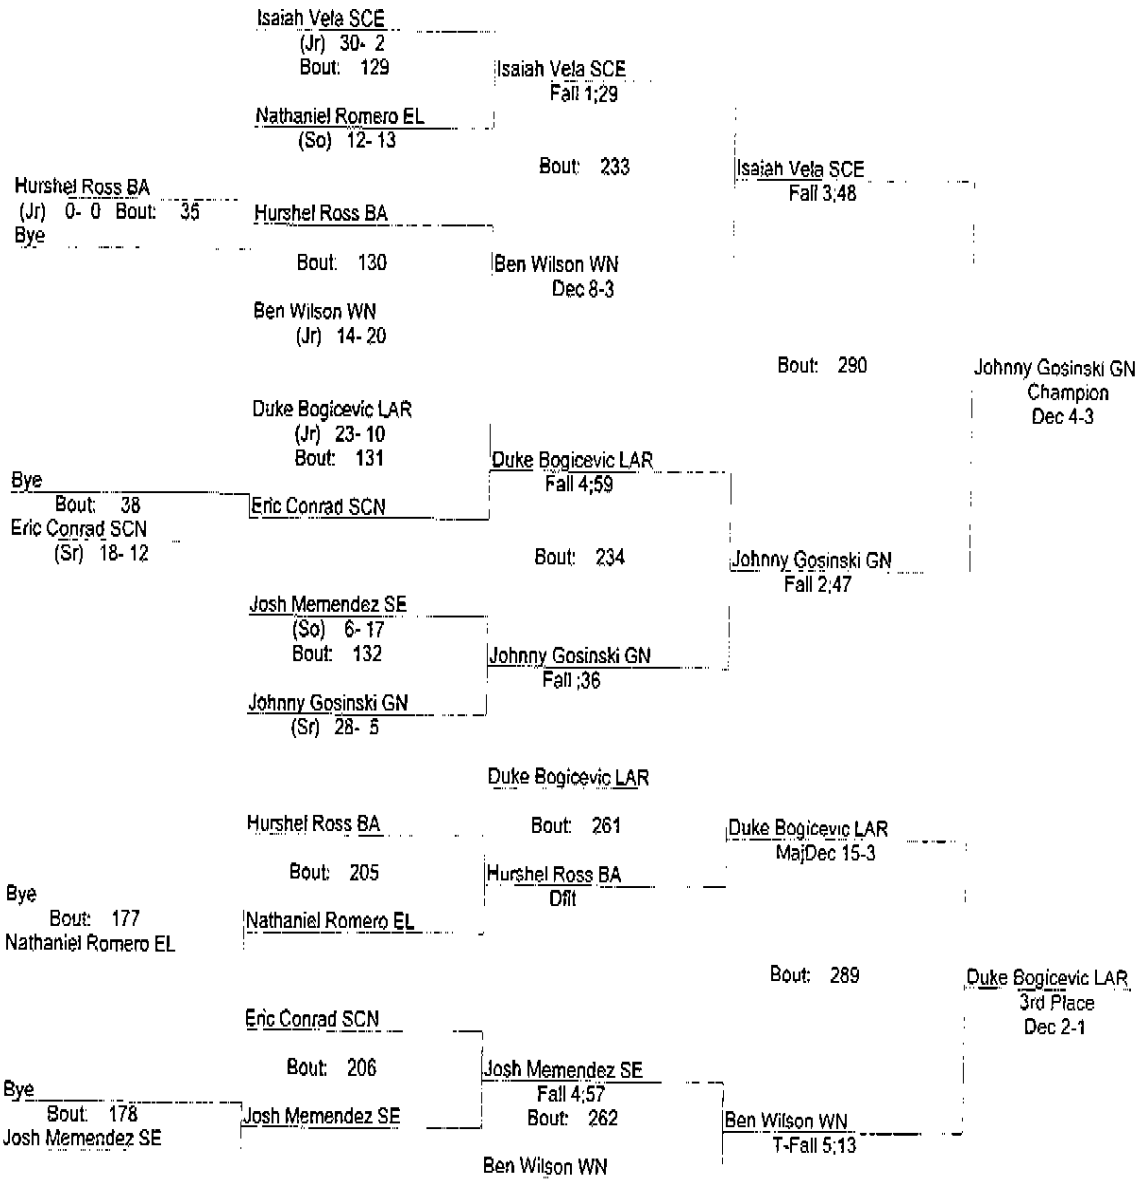 Isaiah Vela SCE
(Jr) 30- 2
Bout: 129
Isaiah Vela SCE
Fall 1;29
Nathaniel Romero EL
(So) 12- 13
Bout: 233
Isaiah Vela SCE
Fall 3;48
Hurshel Ross BA
(Jr) 0- 0 Bout: 35
Bye
Hurshel Ross BA
Bout: 130
Ben Wilson WN
Dec 8-3
Ben Wilson WN
(Jr) 14- 20
Bout: 290
Johnny Gosinski GN
Champion
Dec 4-3
Duke Bogicevic LAR
(Jr) 23- 10
Bout: 131
Duke Bogicevic LAR
Fall 4;59
Bye
Bout: 38
Eric Conrad SCN
(Sr) 18- 12
Eric Conrad SCN
Bout: 234
Johnny Gosinski GN
Fall 2;47
Josh Memendez SE
(So) 6- 17
Bout: 132
Johnny Gosinski GN
Fall ;36
Johnny Gosinski GN
(Sr) 28- 5
Duke Bogicevic LAR
Hurshel Ross BA
Bout: 261
Duke Bogicevic LAR
MajDec 15-3
Bout: 205
Hurshel Ross BA
Dflt
Bye
Bout: 177
Nathaniel Romero EL
Nathaniel Romero EL
Bout: 289
Duke Bogicevic LAR
3rd Place
Dec 2-1
Eric Conrad SCN
Bout: 206
Josh Memendez SE
Fall 4;57
Bye
Bout: 178
Josh Memendez SE
Josh Memendez SE
Bout: 262
Ben Wilson WN
T-Fall 5;13
Ben Wilson WN